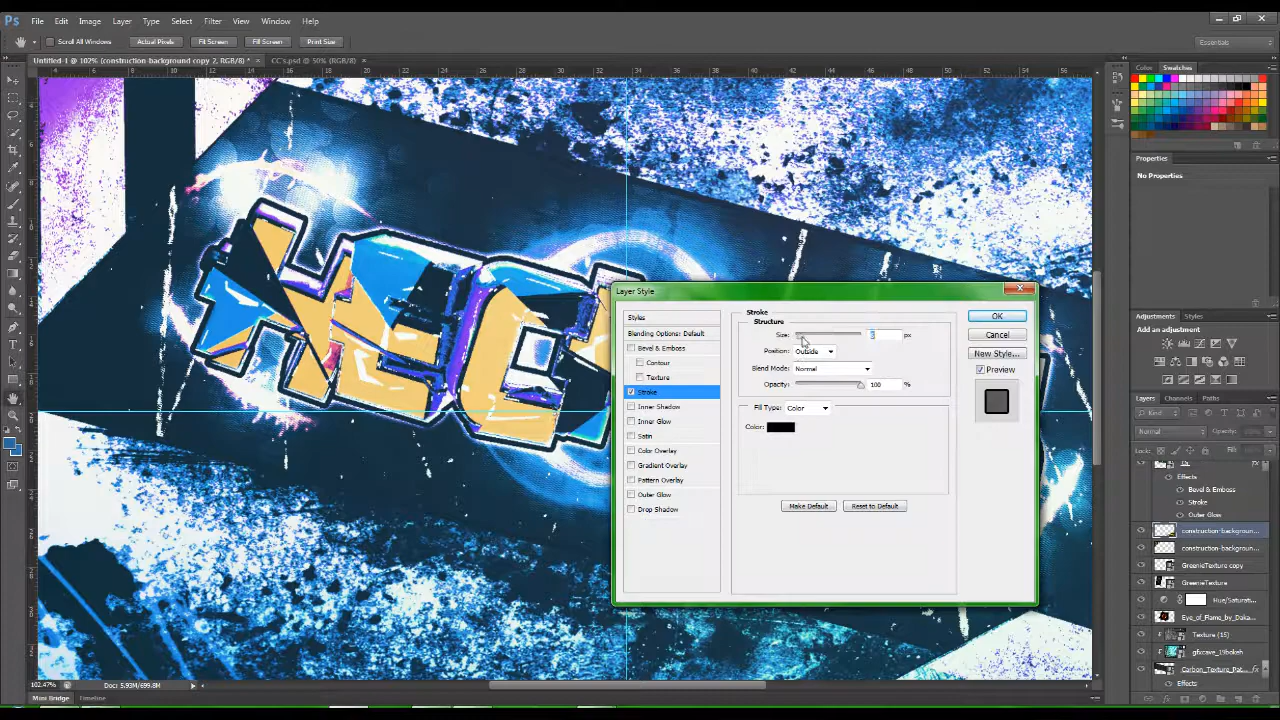 Ps File Edit Image Layer Type Select Filter View Window Help
Scroll All Windows Actual Pixels Fit Screen Fill Screen Print Size Essentials
Untitled-1 @ 102% (construction-background copy 2, RGB/8) * × CC's.psd @ 50% (RGB/8) ×
Color Swatches
Properties
No Properties
Layer Style
Styles
Blending Options: Default
Bevel & Emboss
Contour
Texture
Stroke
Inner Shadow
Inner Glow
Satin
Color Overlay
Gradient Overlay
Pattern Overlay
Outer Glow
Drop Shadow
Stroke
Structure
Size: px
Position: Outside
Blend Mode: Normal
Opacity: 100 %
Fill Type: Color
Color:
Make Default Reset to Default
OK
Cancel
New Style...
Preview
Adjustments Styles
Add an adjustment
Layers Channels Paths
Kind
Normal Opacity:
Lock: Fill:
Effects
Bevel & Emboss
Stroke
Outer Glow
construction-backgroun...
construction-backgroun...
GreenieTexture copy
GreenieTexture
Hue/Saturati...
Eye_of_Flame_by_Daka...
Texture (15)
gfxcave_19bokeh
Carbon_Texture_Pat...
Effects
102.47% Doc: 5.93M/699.8M
Mini Bridge Timeline